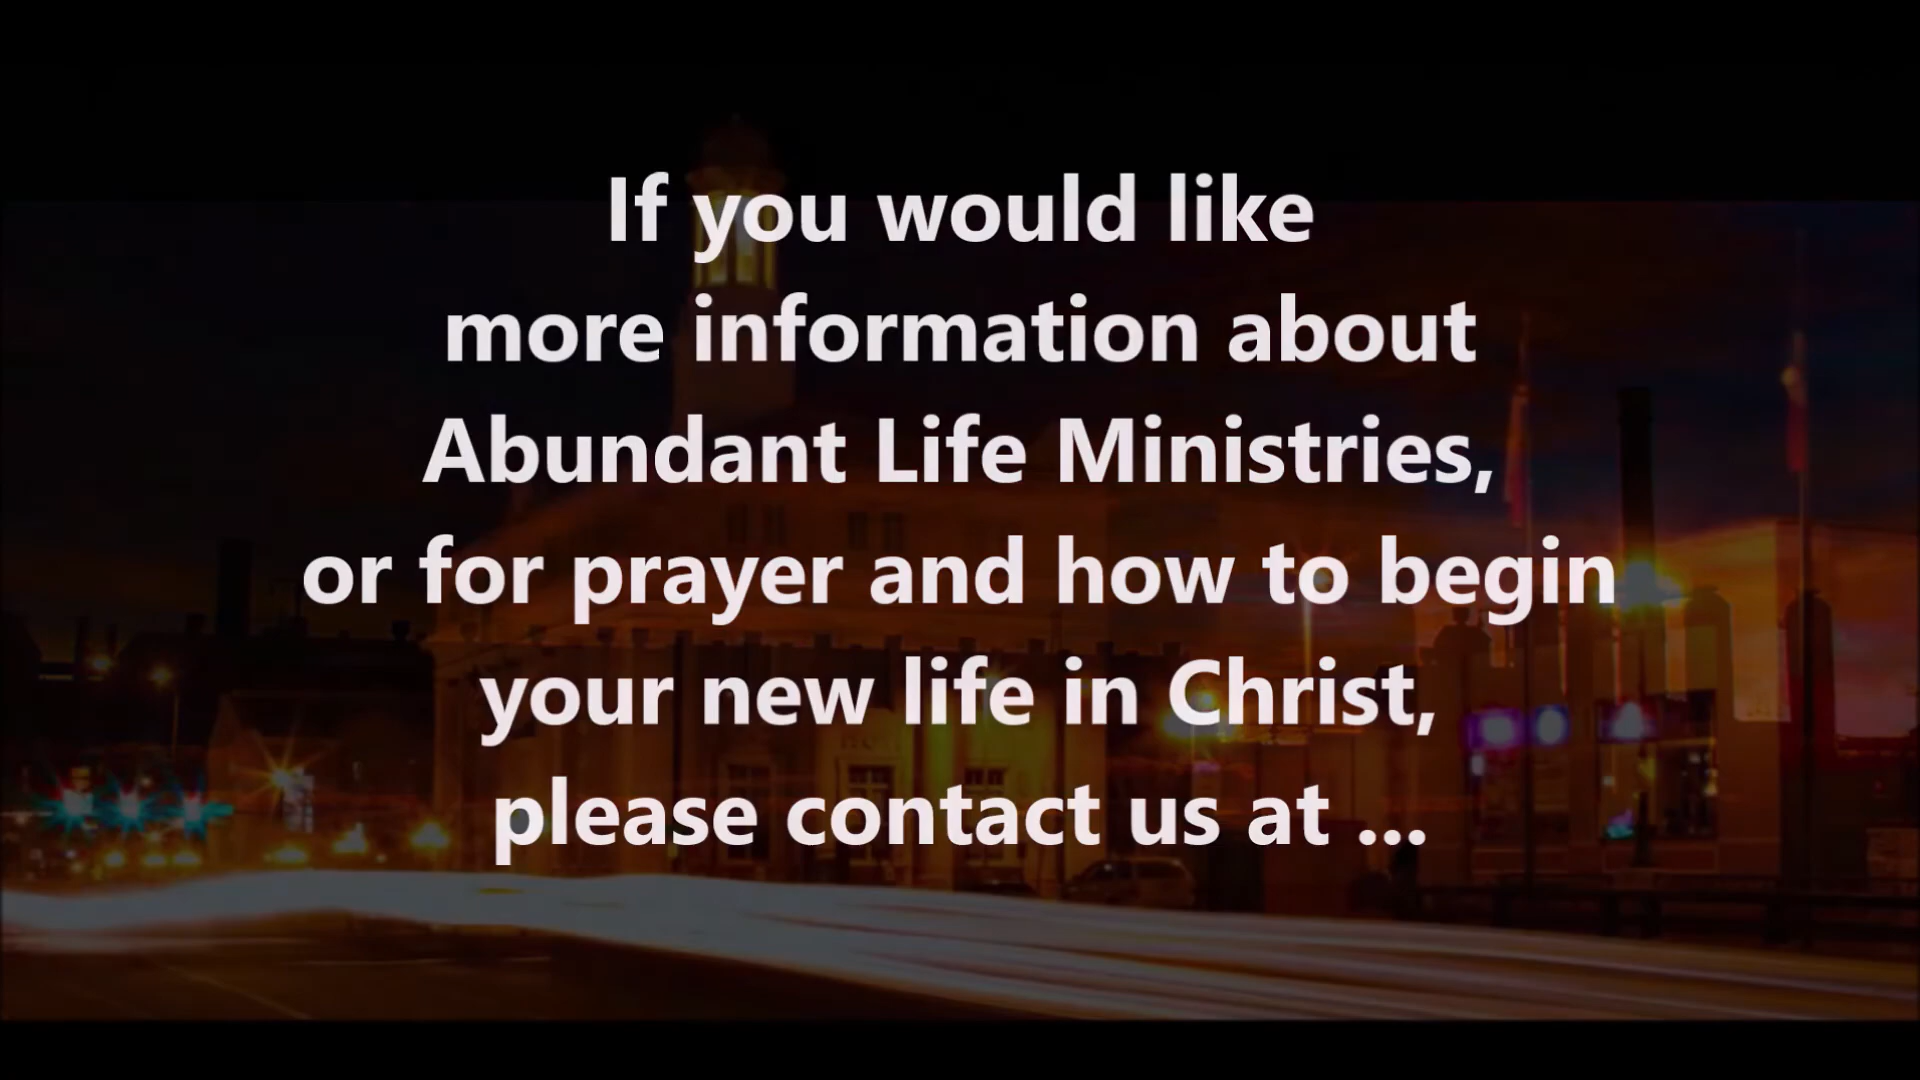 If you would like
more information about
Abundant Life Ministries,
or for prayer and how to begin
your new life in Christ,
please contact us at ...